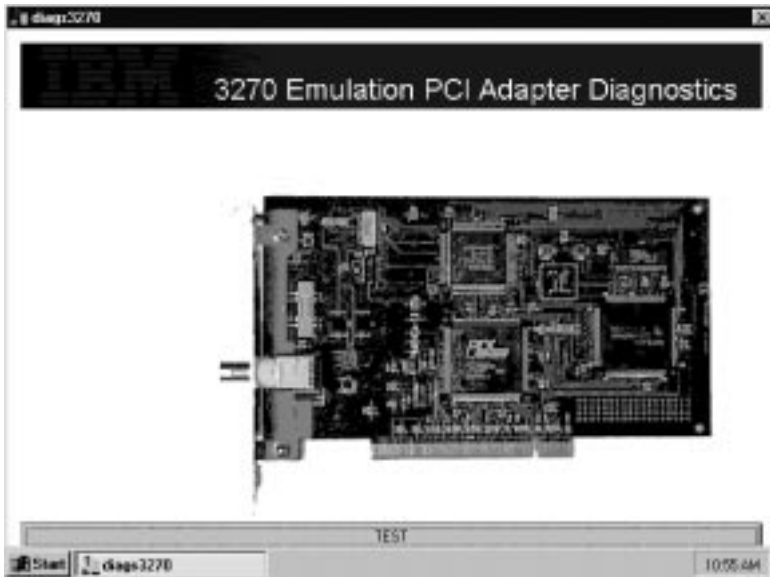 diags3270
IBM
3270 Emulation PCI Adapter Diagnostics
TEST
Start
diags3270
10:55 AM